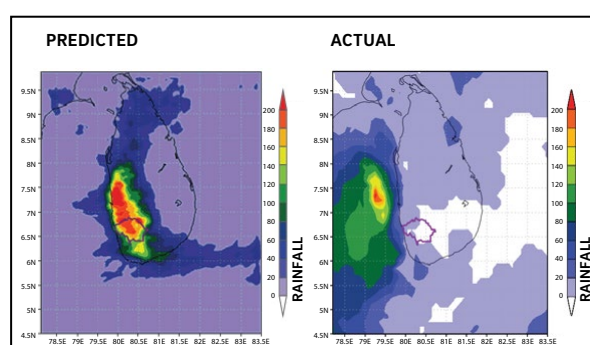 PREDICTED
ACTUAL
9.5N
9N
8.5N
8N
7.5N
7N
6.5N
6N
5.5N
5N
4.5N
78.5E 79E 79.5E 80E 80.5E 81E 81.5E 82E 82.5E 83E 83.5E
200
180
160
140
120
100
80
60
40
20
0
RAINFALL
9.5N
9N
8.5N
8N
7.5N
7N
6.5N
6N
5.5N
5N
4.5N
78.5E 79E 79.5E 80E 80.5E 81E 81.5E 82E 82.5E 83E 83.5E
200
180
160
140
120
100
80
60
40
20
0
RAINFALL